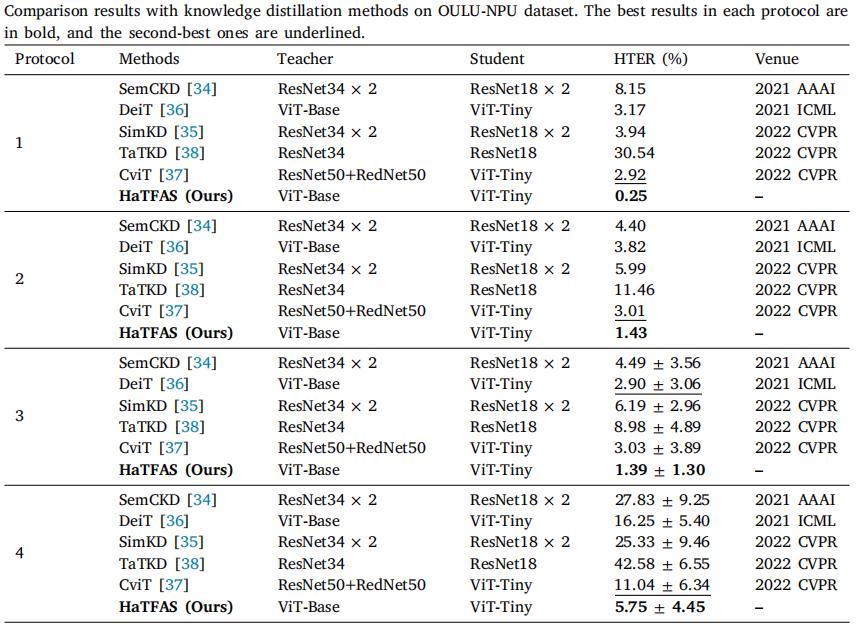 Comparison results with knowledge distillation methods on OULU-NPU dataset. The best results in each protocol are
in bold, and the second-best ones are underlined.
Protocol Methods Teacher Student HTER (%) Venue
1
SemCKD [34] ResNet34 × 2 ResNet18 × 2 8.15 2021 AAAI
DeiT [36] ViT-Base ViT-Tiny 3.17 2021 ICML
SimKD [35] ResNet34 × 2 ResNet18 × 2 3.94 2022 CVPR
TaTKD [38] ResNet34 ResNet18 30.54 2022 CVPR
CviT [37] ResNet50+RedNet50 ViT-Tiny 2.92 2022 CVPR
HaTFAS (Ours) ViT-Base ViT-Tiny 0.25 –
2
SemCKD [34] ResNet34 × 2 ResNet18 × 2 4.40 2021 AAAI
DeiT [36] ViT-Base ViT-Tiny 3.82 2021 ICML
SimKD [35] ResNet34 × 2 ResNet18 × 2 5.99 2022 CVPR
TaTKD [38] ResNet34 ResNet18 11.46 2022 CVPR
CviT [37] ResNet50+RedNet50 ViT-Tiny 3.01 2022 CVPR
HaTFAS (Ours) ViT-Base ViT-Tiny 1.43 –
3
SemCKD [34] ResNet34 × 2 ResNet18 × 2 4.49 ± 3.56 2021 AAAI
DeiT [36] ViT-Base ViT-Tiny 2.90 ± 3.06 2021 ICML
SimKD [35] ResNet34 × 2 ResNet18 × 2 6.19 ± 2.96 2022 CVPR
TaTKD [38] ResNet34 ResNet18 8.98 ± 4.89 2022 CVPR
CviT [37] ResNet50+RedNet50 ViT-Tiny 3.03 ± 3.89 2022 CVPR
HaTFAS (Ours) ViT-Base ViT-Tiny 1.39 ± 1.30 –
4
SemCKD [34] ResNet34 × 2 ResNet18 × 2 27.83 ± 9.25 2021 AAAI
DeiT [36] ViT-Base ViT-Tiny 16.25 ± 5.40 2021 ICML
SimKD [35] ResNet34 × 2 ResNet18 × 2 25.33 ± 9.46 2022 CVPR
TaTKD [38] ResNet34 ResNet18 42.58 ± 6.55 2022 CVPR
CviT [37] ResNet50+RedNet50 ViT-Tiny 11.04 ± 6.34 2022 CVPR
HaTFAS (Ours) ViT-Base ViT-Tiny 5.75 ± 4.45 –